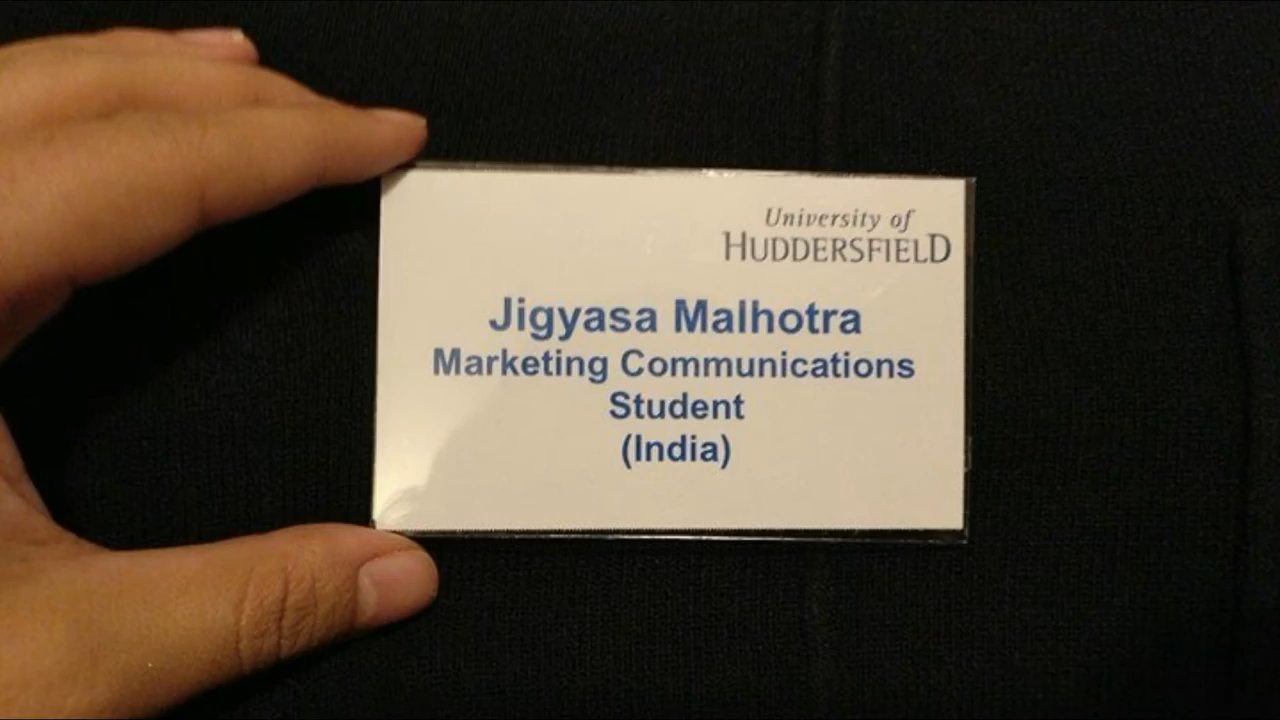 University of
HUDDERSFIELD
Jigyasa Malhotra
Marketing Communications
Student
(India)